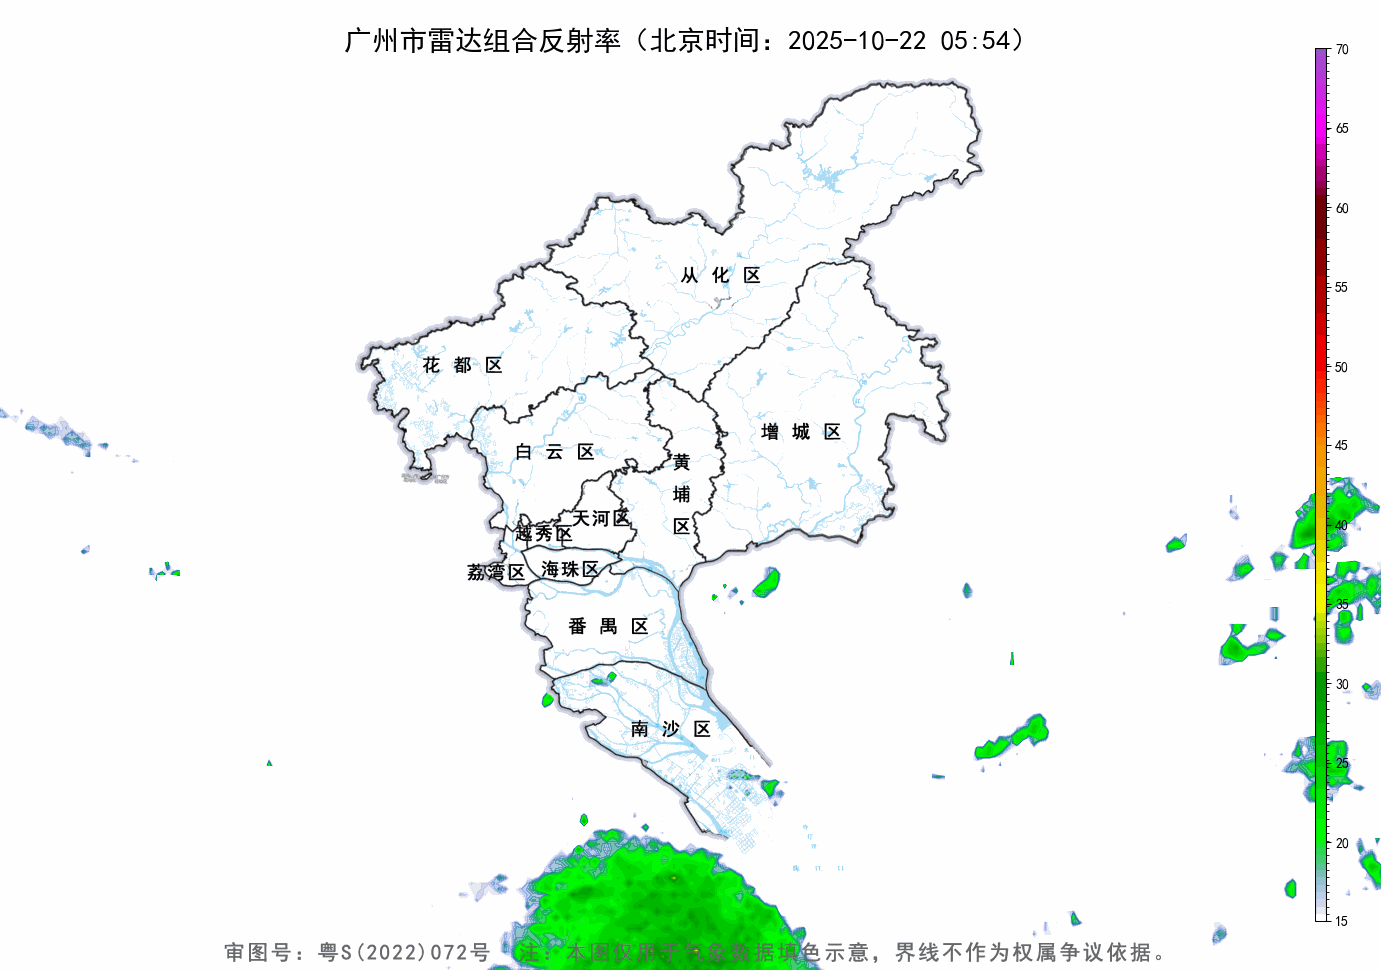 广州市雷达组合反射率（北京时间：2025-10-22 05:54）
70
65
60
55
50
45
40
35
30
25
20
15
从化区
花都区
增城区
白云区
黄埔区
天河区
越秀区
海珠区
荔湾区
番禺区
南沙区
审图号：粤S(2022)072号 注：本图仅用于气象数据填色示意，界线不作为权属争议依据。